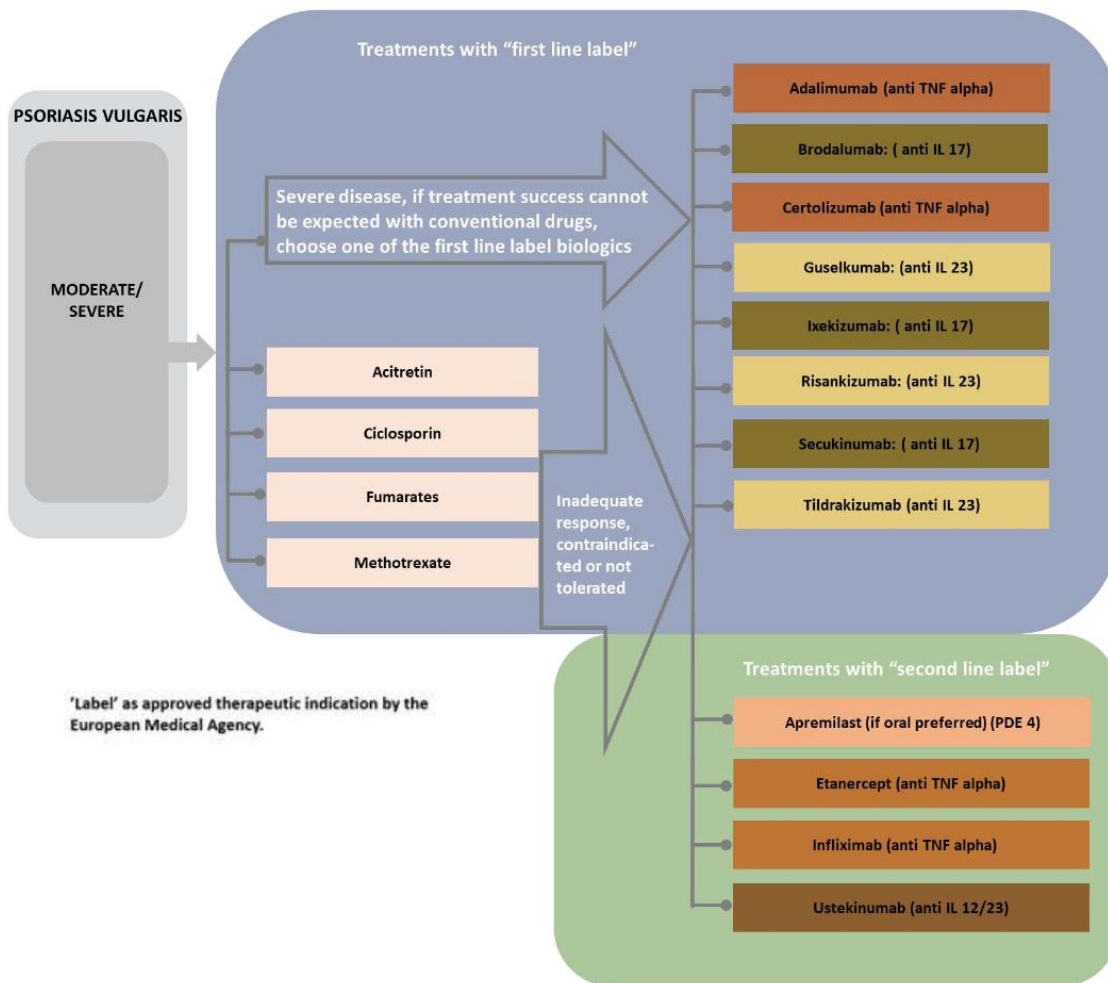 Treatments with “first line label”
PSORIASIS VULGARIS
MODERATE/
SEVERE
Severe disease, if treatment success cannot
be expected with conventional drugs,
choose one of the first line label biologics
Acitretin
Ciclosporin
Fumarates
Methotrexate
Inadequate
response,
contraindica-
ted or not
tolerated
Adalimumab (anti TNF alpha)
Brodalumab: ( anti IL 17)
Certolizumab (anti TNF alpha)
Guselkumab: (anti IL 23)
Ixekizumab: ( anti IL 17)
Risankizumab: (anti IL 23)
Secukinumab: ( anti IL 17)
Tildrakizumab (anti IL 23)
Treatments with “second line label”
Apremilast (if oral preferred) (PDE 4)
Etanercept (anti TNF alpha)
Infliximab (anti TNF alpha)
Ustekinumab (anti IL 12/23)
‘Label’ as approved therapeutic indication by the
European Medical Agency.